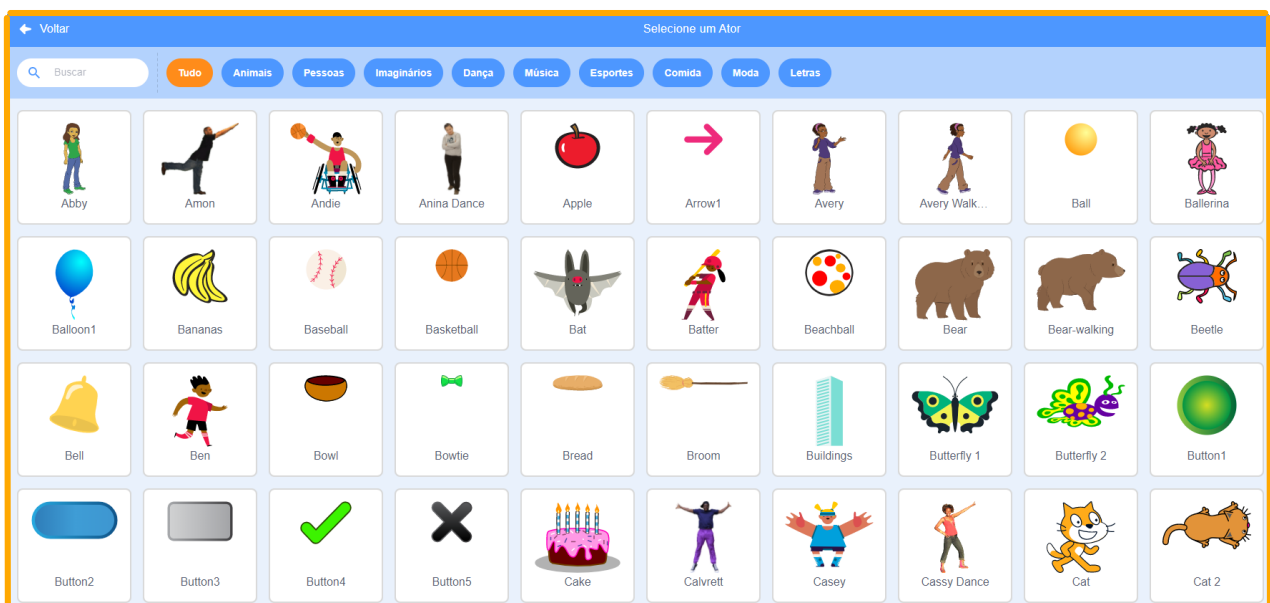 Voltar Selecione um Ator
Buscar Tudo Animais Pessoas Imaginários Dança Música Esportes Comida Moda Letras
Abby Amon Andie Anina Dance Apple Arrow1 Avery Avery Walk... Ball Ballerina
Balloon1 Bananas Baseball Basketball Bat Batter Beachball Bear Bear-walking Beetle
Bell Ben Bowl Bowtie Bread Broom Buildings Butterfly 1 Butterfly 2 Button1
Button2 Button3 Button4 Button5 Cake Calvrett Casey Cassy Dance Cat Cat 2